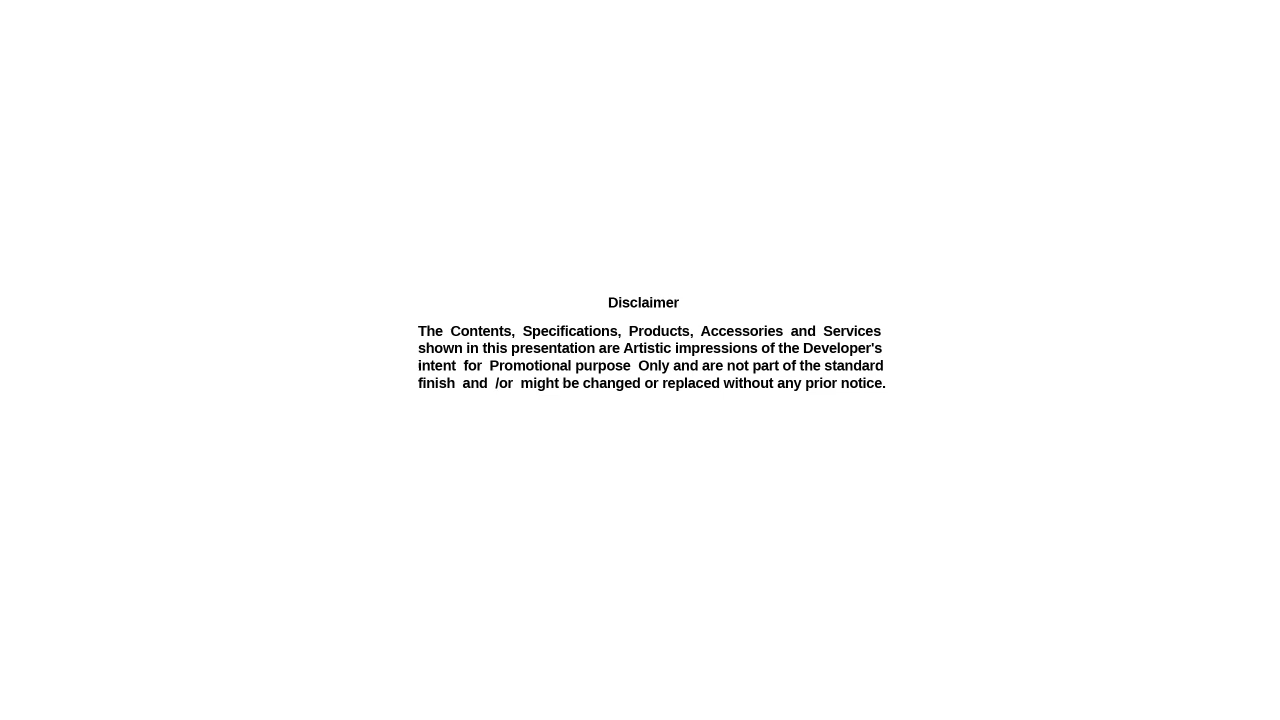 Disclaimer
The Contents, Specifications, Products, Accessories and Services
shown in this presentation are Artistic impressions of the Developer's
intent for Promotional purpose Only and are not part of the standard
finish and /or might be changed or replaced without any prior notice.